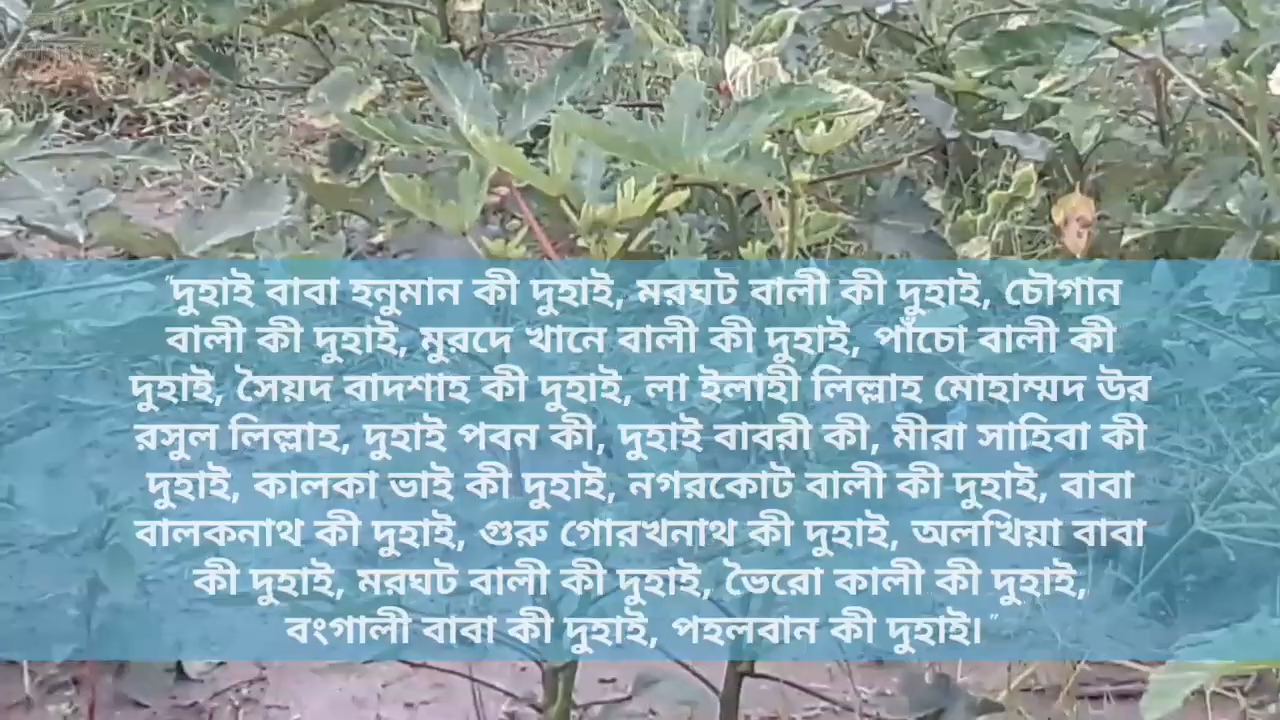 "দুহাই বাবা হনুমান কী দুহাই, মরঘট বালী কী দুহাই, চৌগান
বালী কী দুহাই, মুরদে খানে বালী কী দুহাই, পাঁচো বালী কী
দুহাই, সৈয়দ বাদশাহ কী দুহাই, লা ইলাহী লিল্লাহ মোহাম্মদ উর
রসুল লিল্লাহ, দুহাই পবন কী, দুহাই বাবরী কী, মীরা সাহিবা কী
দুহাই, কালকা ভাই কী দুহাই, নগরকোট বালী কী দুহাই, বাবা
বালকনাথ কী দুহাই, গুরু গোরখনাথ কী দুহাই, অলখিয়া বাবা
কী দুহাই, মরঘট বালী কী দুহাই, ভৈরো কালী কী দুহাই,
বংগালী বাবা কী দুহাই, পহলবান কী দুহাই।"